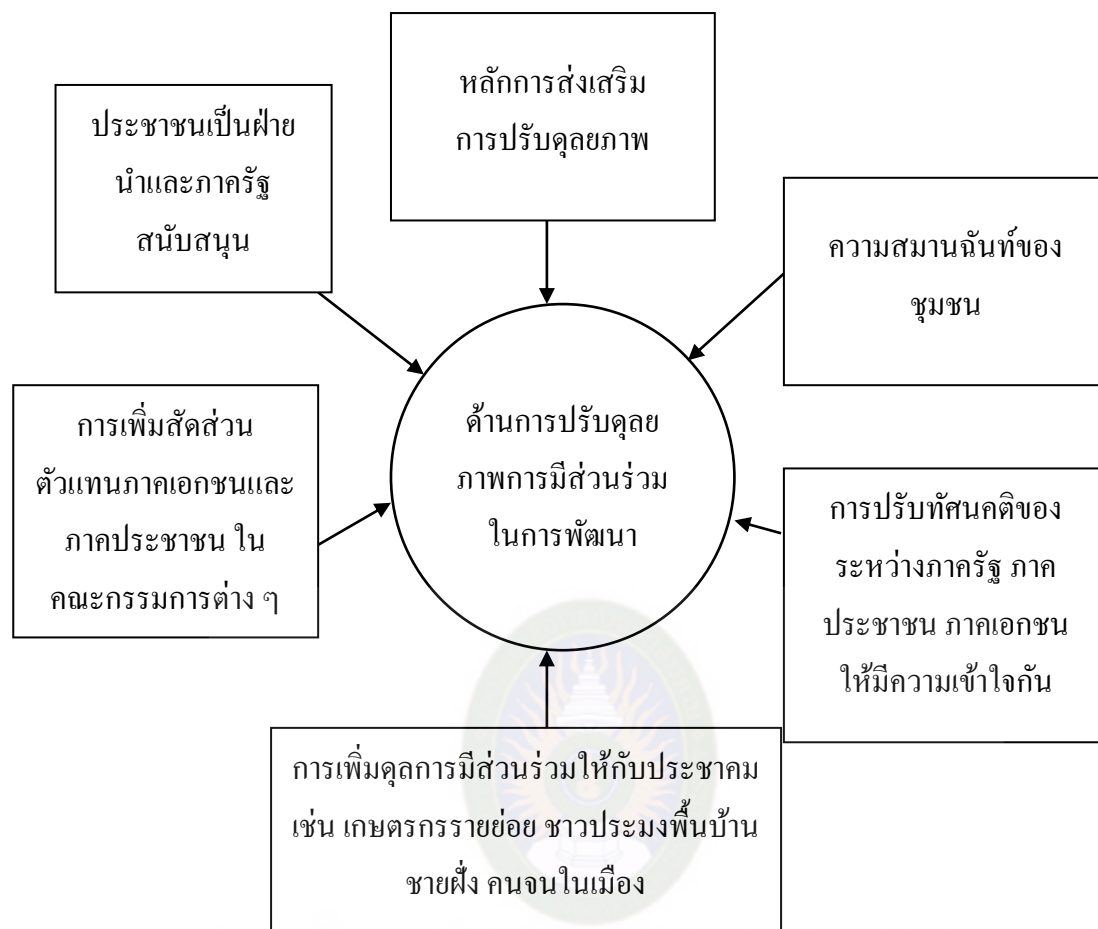 หลักการส่งเสริม
การปรับดุลยภาพ
ประชาชนเป็นฝ่าย
นำและภาครัฐ
สนับสนุน
ความสมานฉันท์ของ
ชุมชน
ด้านการปรับดุลย
ภาพการมีส่วนร่วม
ในการพัฒนา
การเพิ่มสัดส่วน
ตัวแทนภาคเอกชนและ
ภาคประชาชน ใน
คณะกรรมการต่าง ๆ
การปรับทัศนคติของ
ระหว่างภาครัฐ ภาค
ประชาชน ภาคเอกชน
ให้มีความเข้าใจกัน
การเพิ่มดุลการมีส่วนร่วมให้กับประชาคม
เช่น เกษตรกรรายย่อย ชาวประมงพื้นบ้าน
ชายฝั่ง คนจนในเมือง